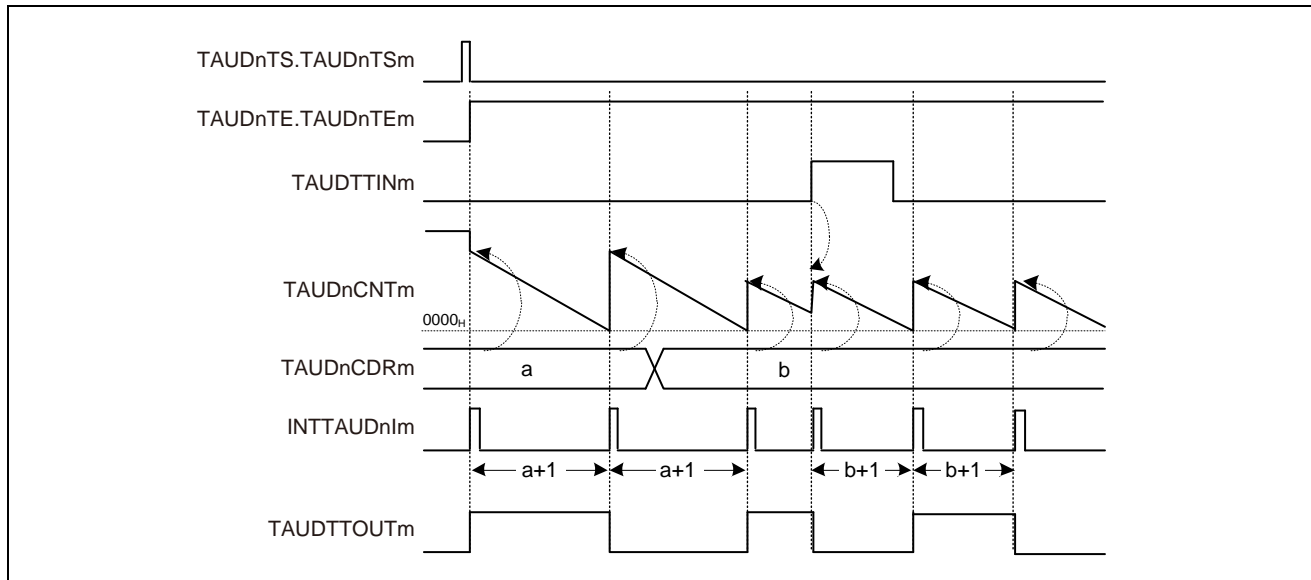 TAUDnTS.TAUDnTSm
TAUDnTE.TAUDnTEm
TAUDTTINm
TAUDnCNTm
0000H
TAUDnCDRm
a
b
INTTAUDnIm
a+1
a+1
b+1
b+1
TAUDTTOUTm